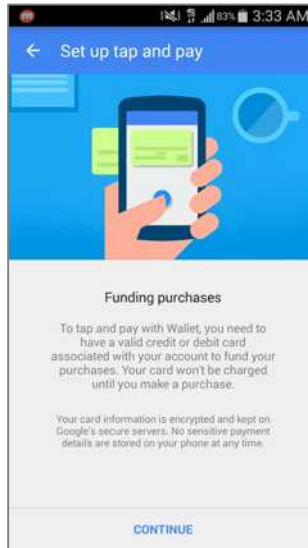 83% 3:33 AM
Set up tap and pay
Funding purchases
To tap and pay with Wallet, you need to
have a valid credit or debit card
associated with your account to fund your
purchases. Your card won't be charged
until you make a purchase.
Your card information is encrypted and kept on
Google's secure servers. No sensitive payment
details are stored on your phone at any time.
CONTINUE